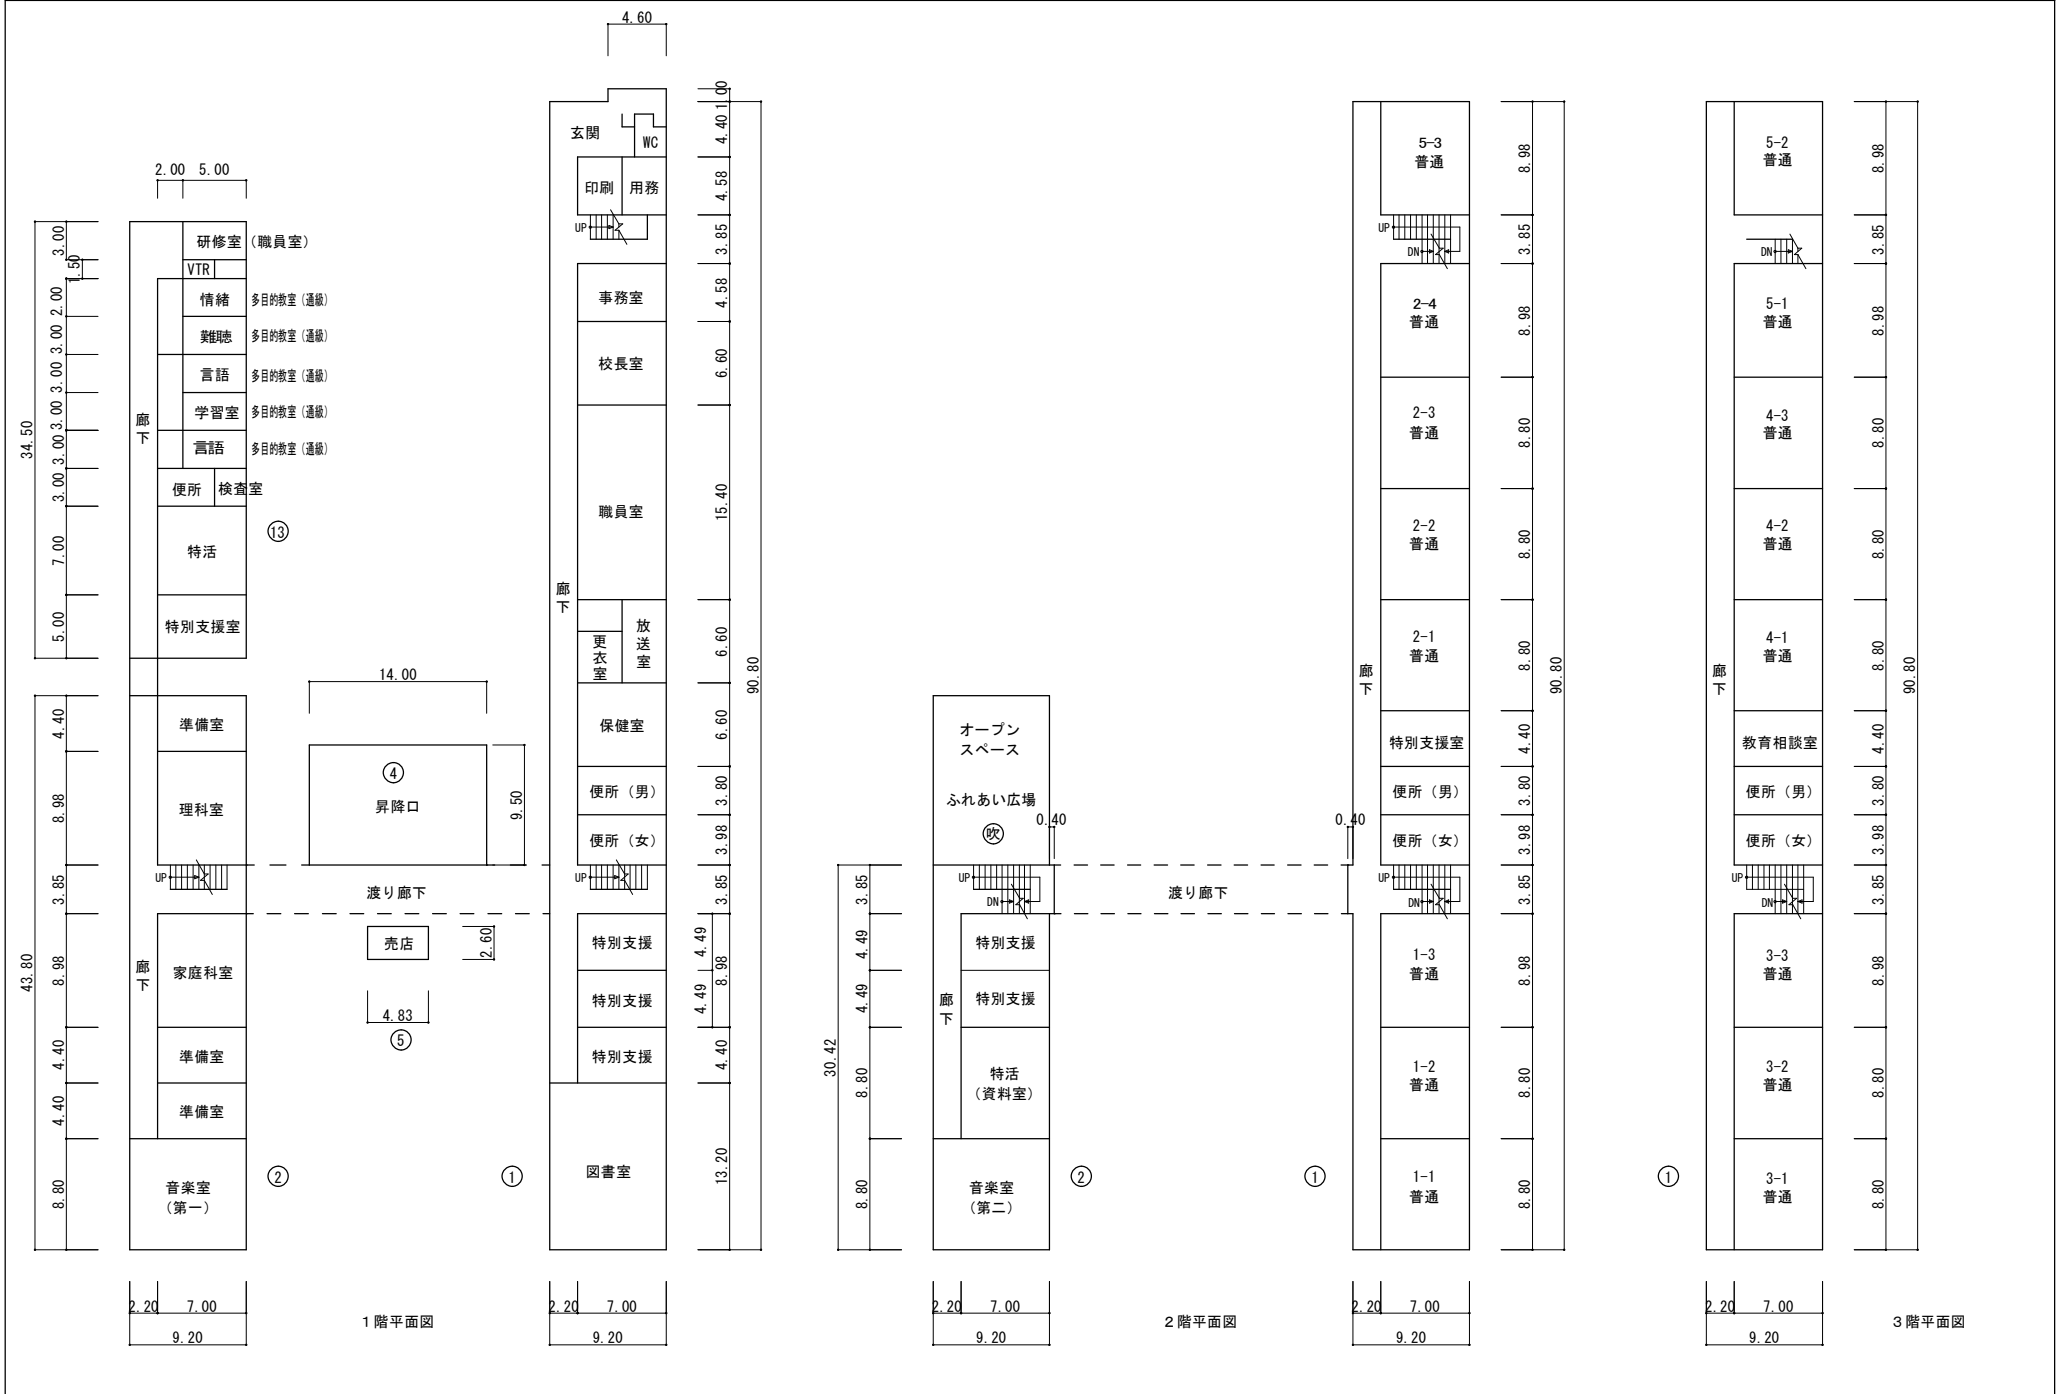 4.60
2.00
5.00
34.50
3.00
1.50
2.00
3.00
3.00
3.00
3.00
3.00
7.00
5.00
研修室(職員室)
VTR
情緒
多目的教室(通級)
難聴
多目的教室(通級)
言語
多目的教室(通級)
学習室
多目的教室(通級)
言語
多目的教室(通級)
廊下
便所
検査室
特活
⑬
特別支援室
43.80
4.40
8.98
3.85
8.98
4.40
4.40
8.80
準備室
理科室
UP
廊下
家庭科室
準備室
準備室
音楽室
(第一)
②
2.20
7.00
9.20
14.00
④
昇降口
9.50
渡り廊下
売店
2.60
4.83
⑤
1階平面図
玄関
WC
印刷
用務
UP
事務室
校長室
職員室
廊下
更衣室
放送室
保健室
便所(男)
便所(女)
UP
特別支援
特別支援
特別支援
図書室
①
1.00
4.40
4.58
3.85
4.58
6.60
15.40
6.60
6.60
3.80
3.98
3.85
4.49
4.49
8.98
4.40
13.20
90.80
2.20
7.00
9.20
オープン
スペース
ふれあい広場
吹
0.40
0.40
30.42
3.85
4.49
4.49
8.80
8.80
UP
DN
渡り廊下
特別支援
廊下
特別支援
特活
(資料室)
音楽室
(第二)
②
2.20
7.00
9.20
2階平面図
5-3
普通
UP
DN
2-4
普通
2-3
普通
2-2
普通
2-1
普通
廊下
特別支援室
便所(男)
便所(女)
UP
DN
1-3
普通
1-2
普通
1-1
普通
①
8.98
3.85
8.98
8.80
8.80
8.80
4.40
3.80
3.98
3.85
8.98
8.80
8.80
90.80
2.20
7.00
9.20
5-2
普通
DN
5-1
普通
4-3
普通
4-2
普通
4-1
普通
廊下
教育相談室
便所(男)
便所(女)
UP
DN
3-3
普通
3-2
普通
3-1
普通
①
8.98
3.85
8.98
8.80
8.80
8.80
4.40
3.80
3.98
3.85
8.98
8.80
8.80
90.80
2.20
7.00
9.20
3階平面図